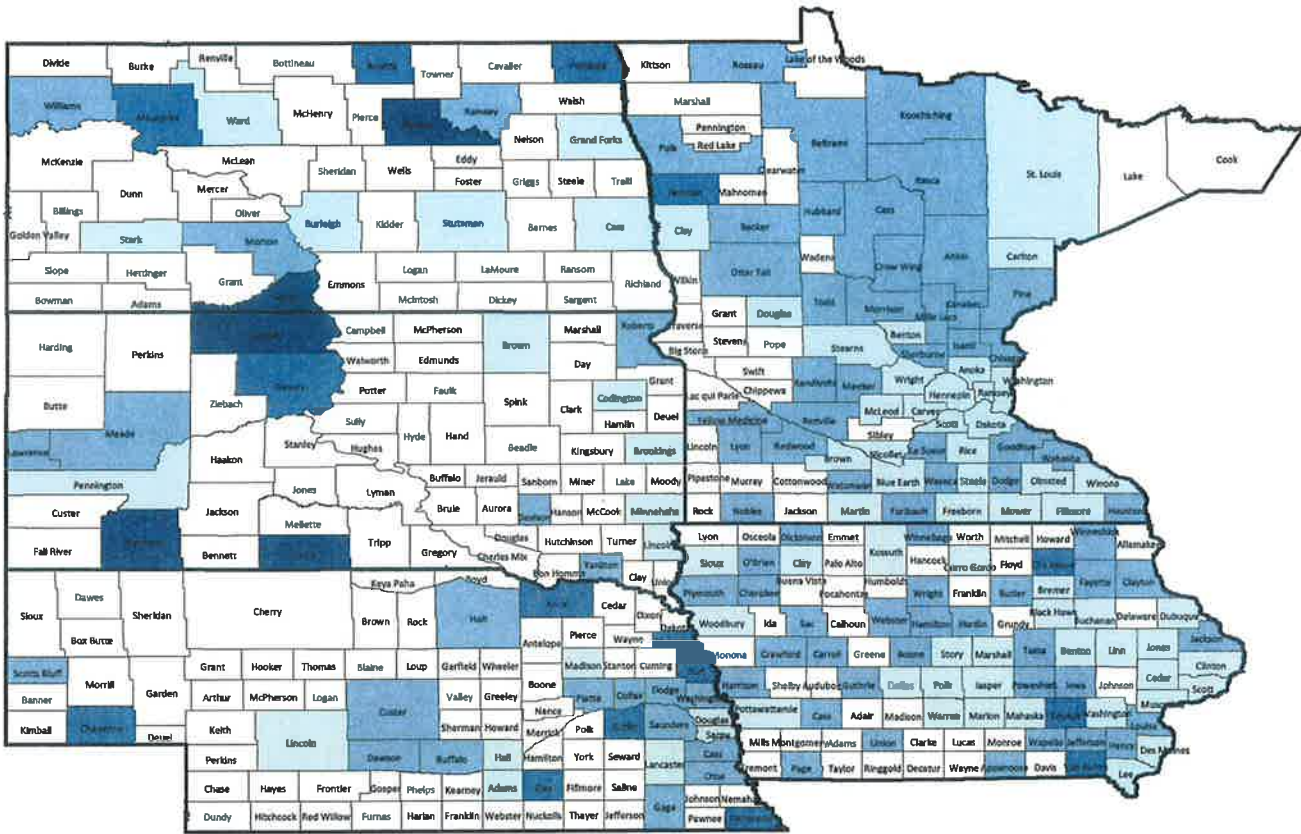 Divide Burke Renville Bottineau Rolette Towner Cavalier Pembina Kittson Roseau Lake of the Woods
Williams Mountrail Ward McHenry Pierce Ramsey Walsh Marshall Koochiching
Pennington
Nelson Grand Forks Polk Red Lake Beltrami
McKenzie McLean Sheridan Wells Eddy Cook
Foster Griggs Steele Traill Clearwater St. Louis Lake
Dunn Mercer Norman Mahnomen Itasca
Billings Oliver Hubbard Cass
Golden Valley Stark Morton Burleigh Kidder Stutsman Barnes Cass Clay Becker
Wadena Crow Wing Aitkin Carlton
Slope Hettinger Grant Emmons Logan LaMoure Ransom Richland Wilkin Otter Tail
Bowman Adams McIntosh Dickey Sargent Todd Morrison Mille Lacs Kanabec Pine
Harding Perkins Campbell McPherson Brown Marshall Roberts Traverse Grant Douglas
Walworth Edmunds Day Big Stone Stevens Pope Stearns Benton Sherburne Isanti Chisago
Butte Ziebach Dewey Potter Faulk Spink Clark Codington Grant Swift Kandiyohi Meeker Wright Anoka Washington
Lac qui Parle Chippewa Hennepin Ramsey
Lawrence Meade Sully Hyde Hand Hamlin Deuel Yellow Medicine Renville McLeod Carver Scott Dakota
Haakon Stanley Hughes Beadle Kingsbury Brookings Lincoln Lyon Redwood Sibley Nicollet Le Sueur Rice Goodhue Wabasha
Pennington Jones Lyman Buffalo Jerauld Sanborn Miner Lake Moody Pipestone Murray Cottonwood Brown Watonwan Blue Earth Waseca Steele Dodge Olmsted Winona
Custer Jackson Mellette Brule Aurora Davison Hanson McCook Minnehaha Rock Nobles Jackson Martin Faribault Freeborn Mower Fillmore Houston
Fall River Bennett Tripp Gregory Douglas Hutchinson Turner Lincoln Lyon Osceola Dickinson Emmet Winnebago Worth Mitchell Howard Winneshiek Allamakee
Charles Mix Bon Homme Yankton Clay Union Sioux O'Brien Clay Palo Alto Kossuth Hancock Cerro Gordo Floyd
Sioux Dawes Sheridan Cherry Keya Paha Boyd Knox Cedar Dixon Plymouth Cherokee Buena Vista Pocahontas Humboldt Wright Franklin Butler Bremer Fayette Clayton
Box Butte Brown Rock Holt Antelope Pierce Wayne Dakota Woodbury Ida Sac Calhoun Webster Hamilton Hardin Grundy Black Hawk Buchanan Delaware Dubuque
Scotts Bluff Morrill Garden Grant Hooker Thomas Blaine Loup Garfield Wheeler Boone Madison Stanton Cuming Monona Crawford Carroll Greene Boone Story Marshall Tama Benton Linn Jones Jackson
Banner Arthur McPherson Logan Custer Valley Greeley Nance Platte Colfax Dodge Washington Harrison Shelby Audubon Guthrie Dallas Polk Jasper Poweshiek Iowa Johnson Cedar Clinton Scott
Kimball Cheyenne Deuel Keith Lincoln Sherman Howard Merrick Polk Butler Saunders Douglas Sarpy Pottawattamie Cass Adair Madison Warren Marion Mahaska Keokuk Washington Louisa
Perkins Dawson Buffalo Hall Hamilton York Seward Lancaster Cass Otoe Mills Montgomery Adams Union Clarke Lucas Monroe Wapello Jefferson Henry Des Moines
Chase Hayes Frontier Gosper Phelps Kearney Adams Clay Fillmore Saline Gage Johnson Nemaha Fremont Page Taylor Ringgold Decatur Wayne Appanoose Davis Van Buren Lee
Dundy Hitchcock Red Willow Furnas Harlan Franklin Webster Nuckolls Thayer Jefferson Pawnee